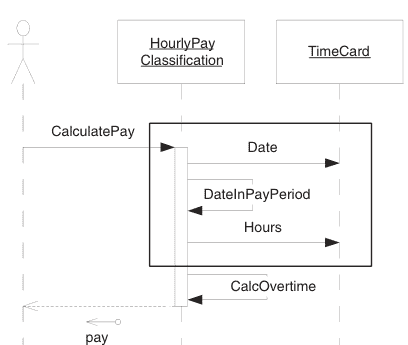 HourlyPay
Classification
TimeCard
CalculatePay
Date
DateInPayPeriod
Hours
CalcOvertime
pay